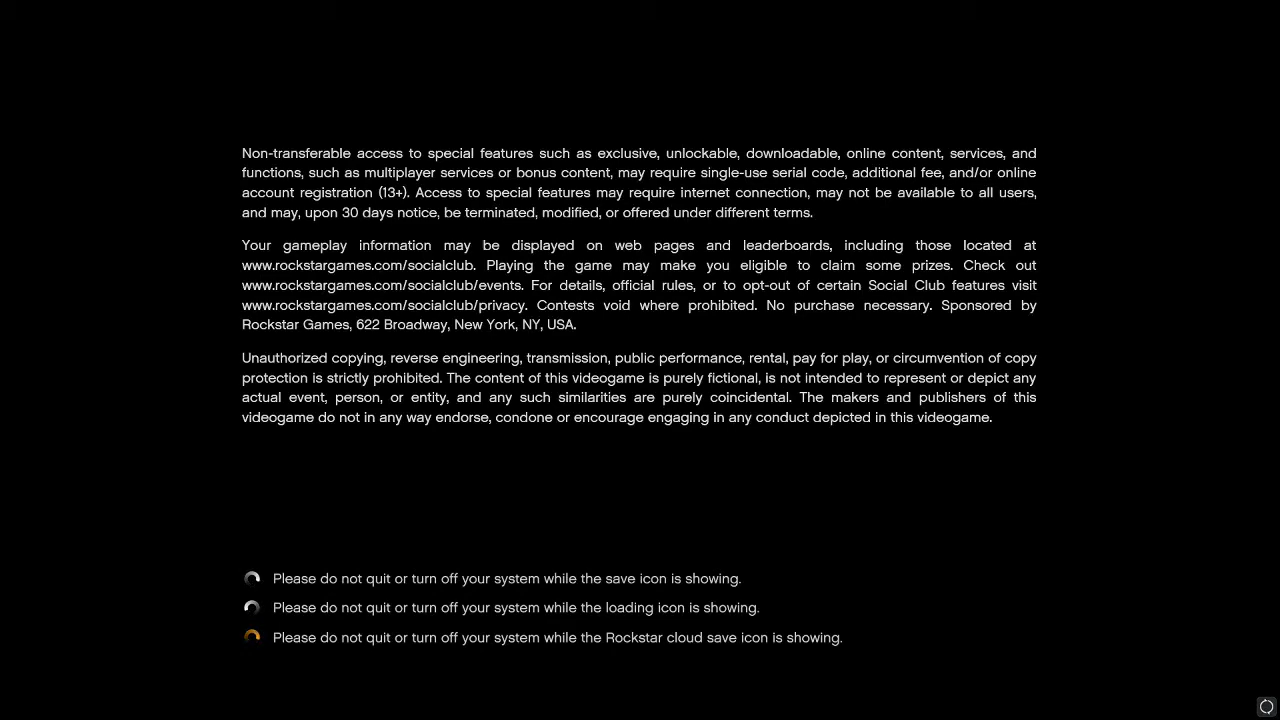 Non-transferable access to special features such as exclusive, unlockable, downloadable, online content, services, and
functions, such as multiplayer services or bonus content, may require single-use serial code, additional fee, and/or online
account registration (13+). Access to special features may require internet connection, may not be available to all users,
and may, upon 30 days notice, be terminated, modified, or offered under different terms.
Your gameplay information may be displayed on web pages and leaderboards, including those located at
www.rockstargames.com/socialclub. Playing the game may make you eligible to claim some prizes. Check out
www.rockstargames.com/socialclub/events. For details, official rules, or to opt-out of certain Social Club features visit
www.rockstargames.com/socialclub/privacy. Contests void where prohibited. No purchase necessary. Sponsored by
Rockstar Games, 622 Broadway, New York, NY, USA.
Unauthorized copying, reverse engineering, transmission, public performance, rental, pay for play, or circumvention of copy
protection is strictly prohibited. The content of this videogame is purely fictional, is not intended to represent or depict any
actual event, person, or entity, and any such similarities are purely coincidental. The makers and publishers of this
videogame do not in any way endorse, condone or encourage engaging in any conduct depicted in this videogame.
Please do not quit or turn off your system while the save icon is showing.
Please do not quit or turn off your system while the loading icon is showing.
Please do not quit or turn off your system while the Rockstar cloud save icon is showing.